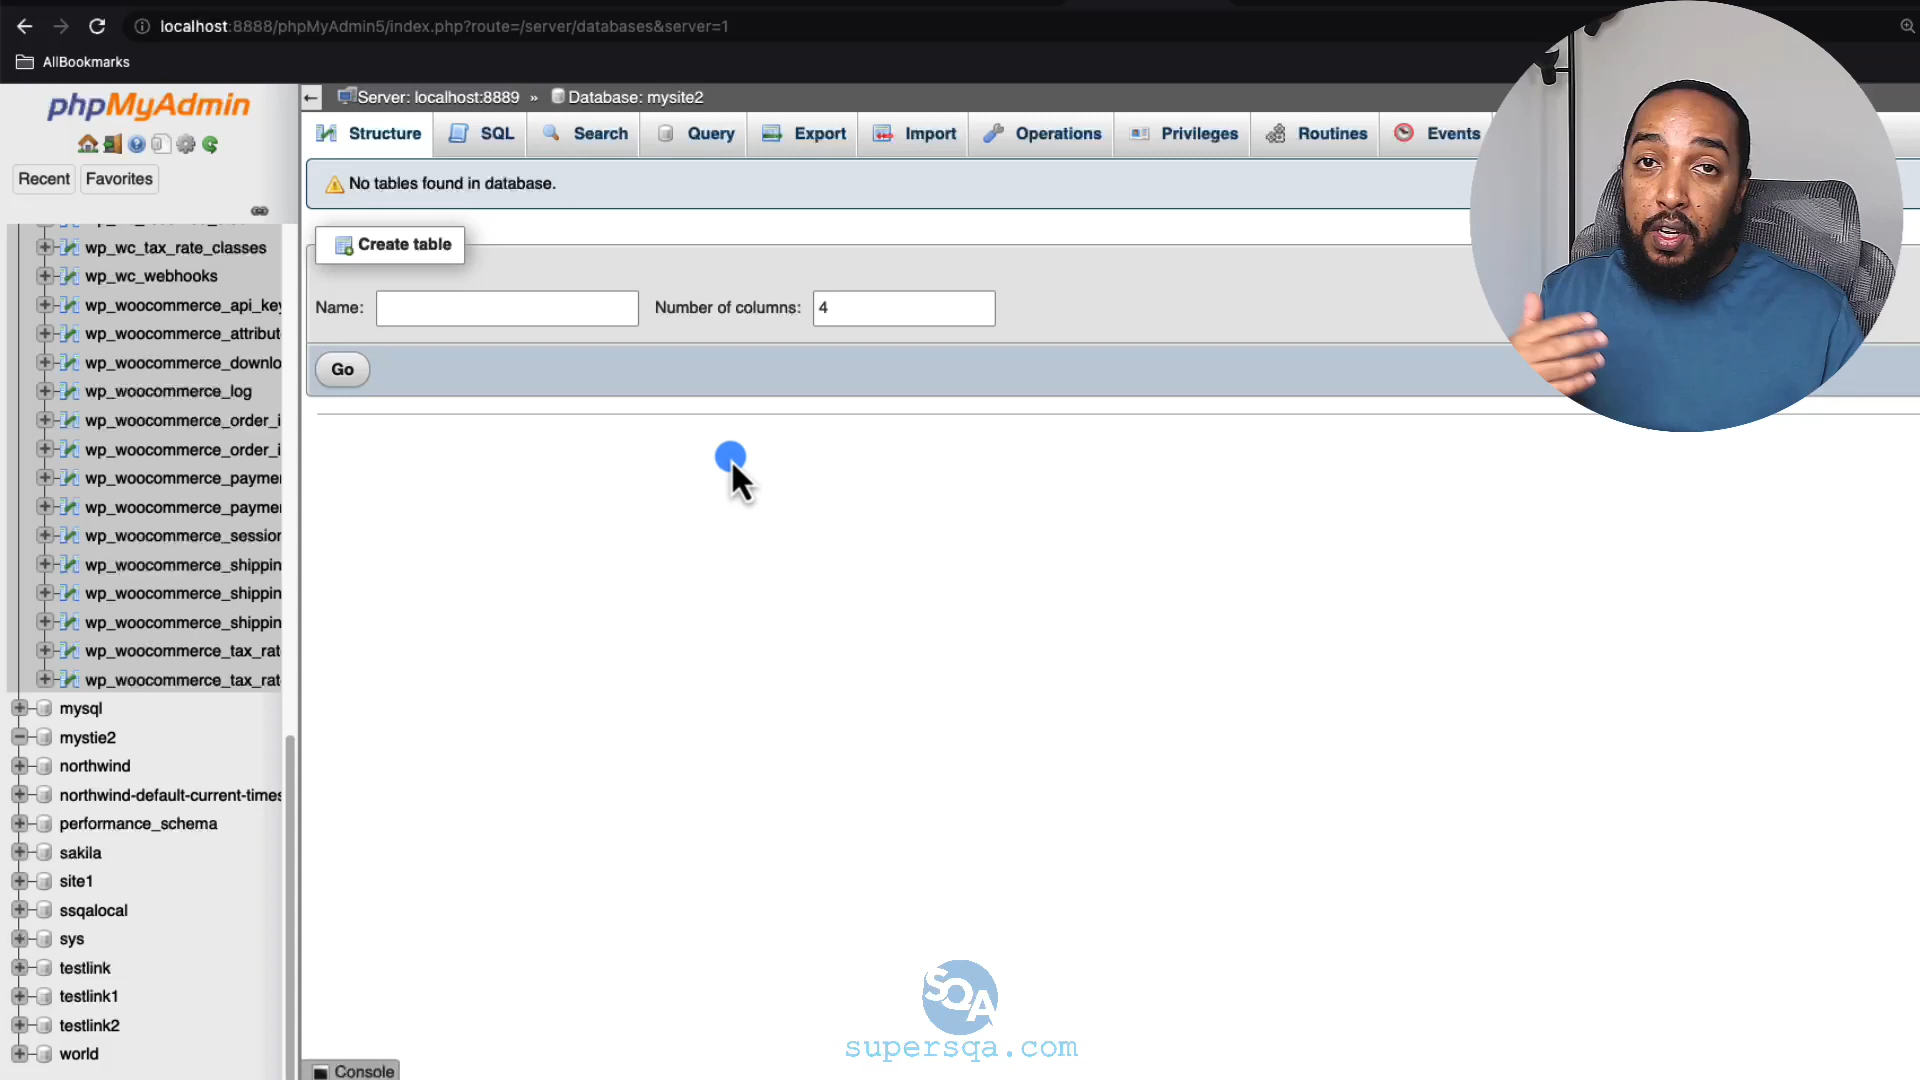 localhost:8888/phpMyAdmin5/index.php?route=/server/databases&server=1
AllBookmarks
phpMyAdmin
Recent Favorites
wp_wc_tax_rate_classes
wp_wc_webhooks
wp_woocommerce_api_key
wp_woocommerce_attribut
wp_woocommerce_downlo
wp_woocommerce_log
wp_woocommerce_order_i
wp_woocommerce_order_i
wp_woocommerce_paymen
wp_woocommerce_paymen
wp_woocommerce_session
wp_woocommerce_shippin
wp_woocommerce_shippin
wp_woocommerce_shippin
wp_woocommerce_tax_rat
wp_woocommerce_tax_rat
mysql
mystie2
northwind
northwind-default-current-times
performance_schema
sakila
site1
ssqalocal
sys
testlink
testlink1
testlink2
world
Server: localhost:8889 » Database: mysite2
Structure SQL Search Query Export Import Operations Privileges Routines Events
No tables found in database.
Create table
Name: Number of columns: 4
Go
SQA
supersqa.com
Console